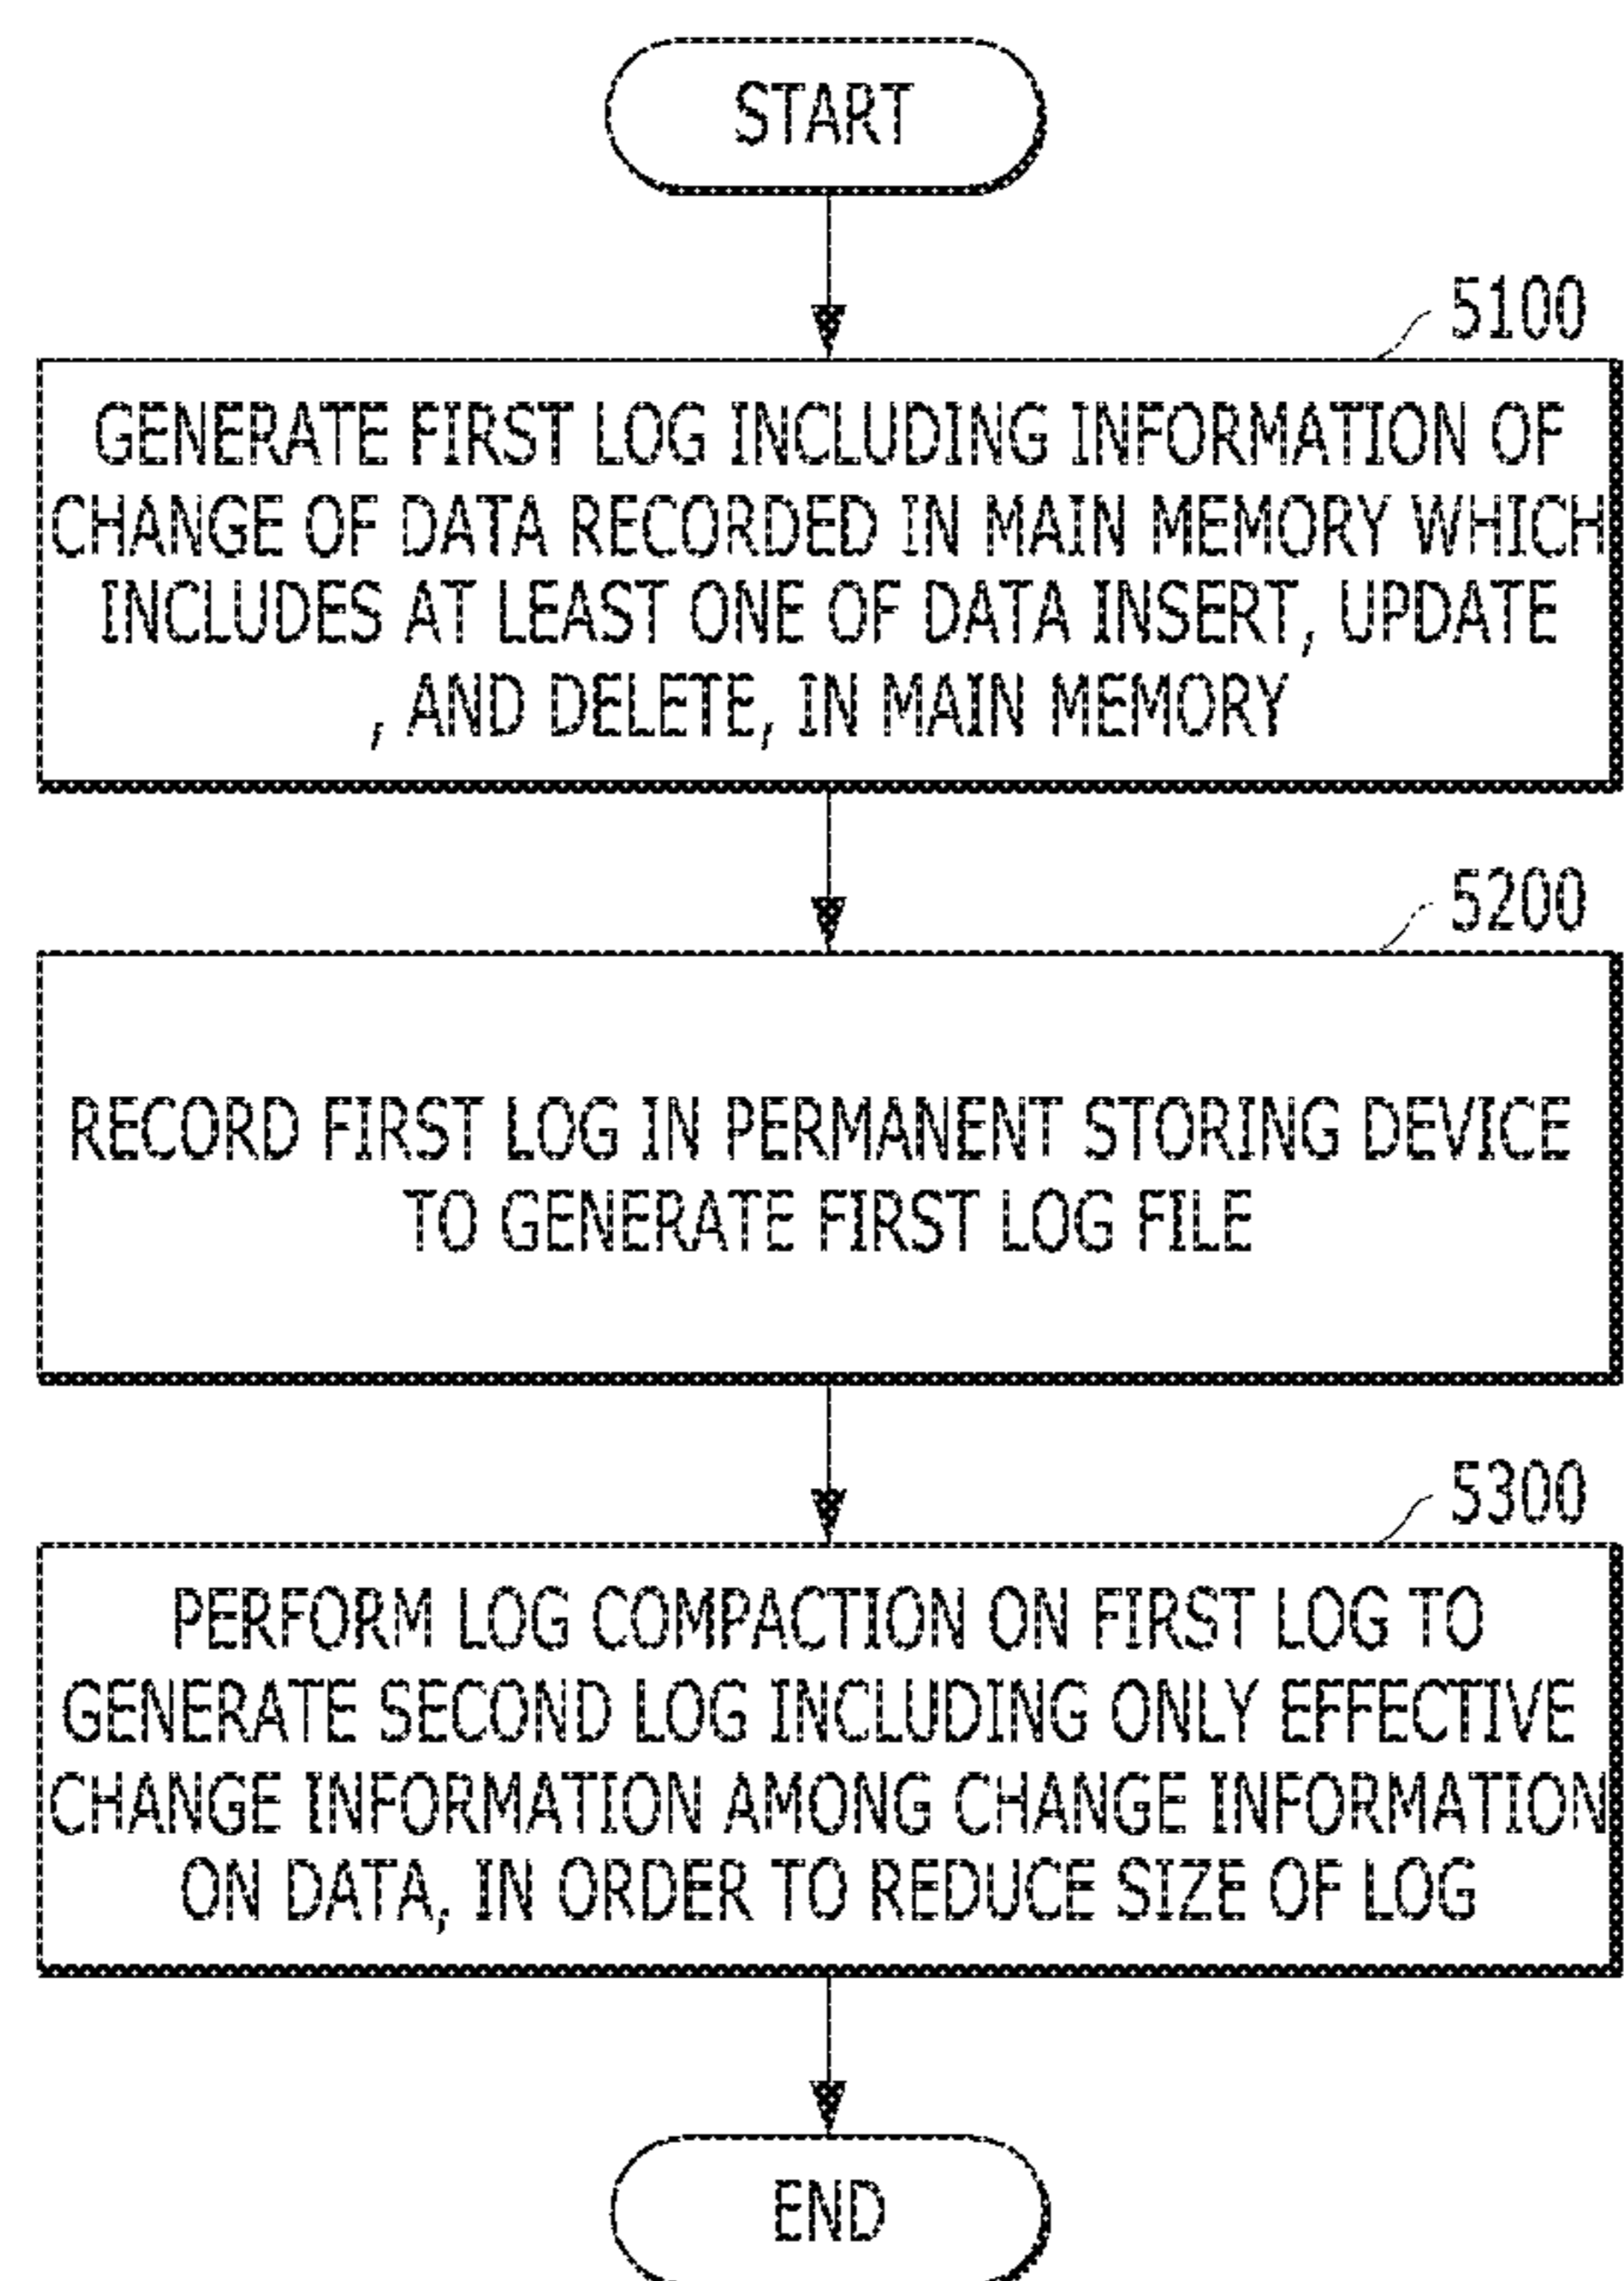 START
5100
GENERATE FIRST LOG INCLUDING INFORMATION OF
CHANGE OF DATA RECORDED IN MAIN MEMORY WHICH
INCLUDES AT LEAST ONE OF DATA INSERT, UPDATE
, AND DELETE, IN MAIN MEMORY
5200
RECORD FIRST LOG IN PERMANENT STORING DEVICE
TO GENERATE FIRST LOG FILE
5300
PERFORM LOG COMPACTION ON FIRST LOG TO
GENERATE SECOND LOG INCLUDING ONLY EFFECTIVE
CHANGE INFORMATION AMONG CHANGE INFORMATION
ON DATA, IN ORDER TO REDUCE SIZE OF LOG
END